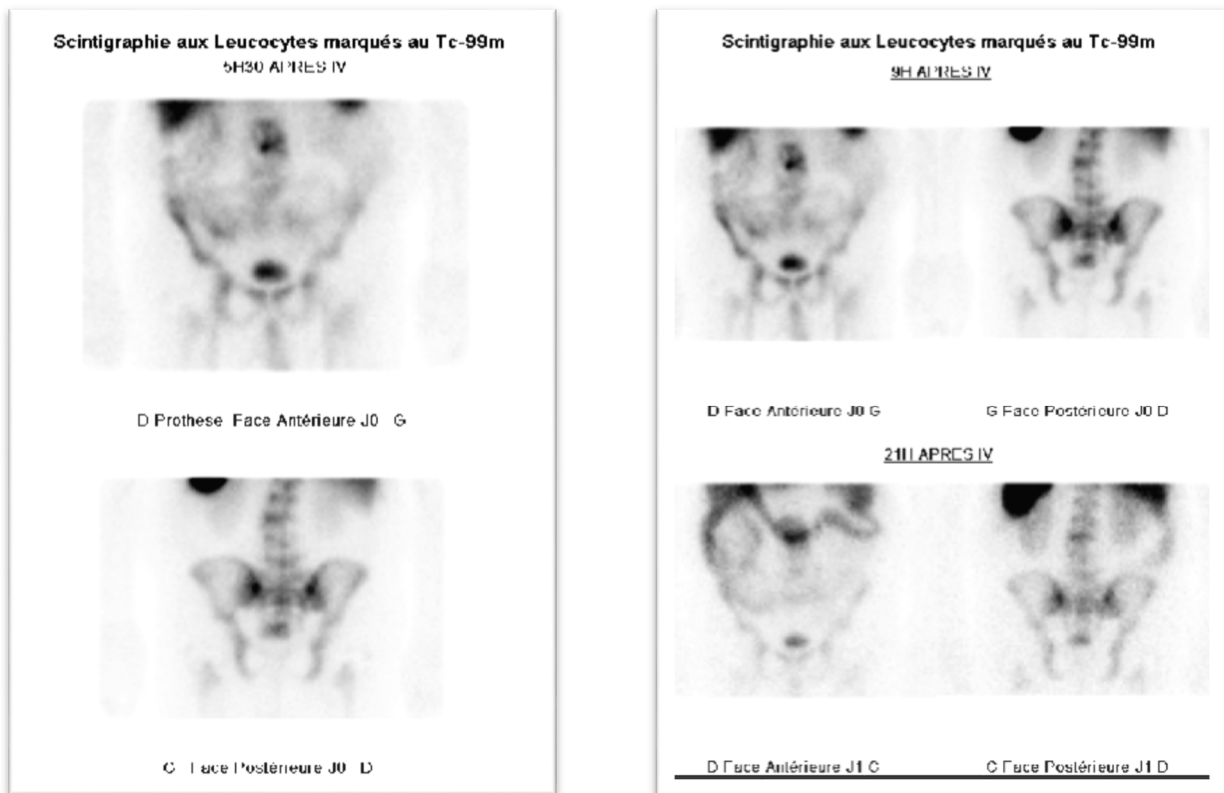 Scintigraphie aux Leucocytes marqués au Tc-99m
5H30 APRES IV
D Prothese Face Antérieure J0 G
G Face Postérieure J0 D
Scintigraphie aux Leucocytes marqués au Tc-99m
9H APRES IV
D Face Antérieure J0 G
G Face Postérieure J0 D
21H APRES IV
D Face Antérieure J1 G
G Face Postérieure J1 D